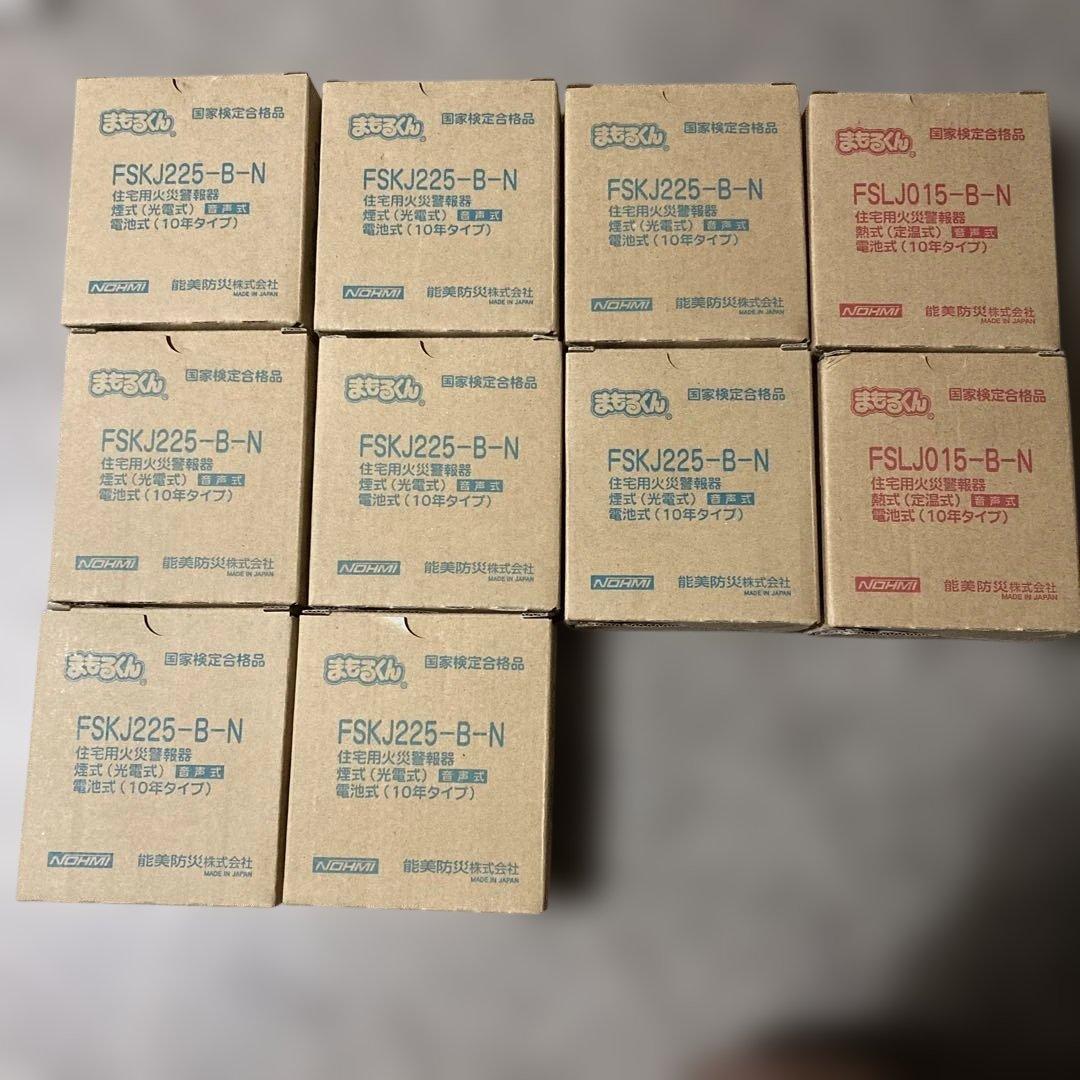 まもるくん® 国家検定合格品
FSKJ225-B-N
住宅用火災警報器
煙式(光電式) 音声式
電池式(10年タイプ)
NOHMI 能美防災株式会社
MADE IN JAPAN
まもるくん® 国家検定合格品
FSKJ225-B-N
住宅用火災警報器
煙式(光電式) 音声式
電池式(10年タイプ)
NOHMI 能美防災株式会社
MADE IN JAPAN
まもるくん® 国家検定合格品
FSKJ225-B-N
住宅用火災警報器
煙式(光電式) 音声式
電池式(10年タイプ)
NOHMI 能美防災株式会社
MADE IN JAPAN
まもるくん® 国家検定合格品
FSLJ015-B-N
住宅用火災警報器
熱式(定温式) 音声式
電池式(10年タイプ)
NOHMI 能美防災株式会社
MADE IN JAPAN
まもるくん® 国家検定合格品
FSKJ225-B-N
住宅用火災警報器
煙式(光電式) 音声式
電池式(10年タイプ)
NOHMI 能美防災株式会社
MADE IN JAPAN
まもるくん® 国家検定合格品
FSKJ225-B-N
住宅用火災警報器
煙式(光電式) 音声式
電池式(10年タイプ)
NOHMI 能美防災株式会社
MADE IN JAPAN
まもるくん® 国家検定合格品
FSKJ225-B-N
住宅用火災警報器
煙式(光電式) 音声式
電池式(10年タイプ)
NOHMI 能美防災株式会社
MADE IN JAPAN
まもるくん® 国家検定合格品
FSLJ015-B-N
住宅用火災警報器
熱式(定温式) 音声式
電池式(10年タイプ)
NOHMI 能美防災株式会社
MADE IN JAPAN
まもるくん® 国家検定合格品
FSKJ225-B-N
住宅用火災警報器
煙式(光電式) 音声式
電池式(10年タイプ)
NOHMI 能美防災株式会社
MADE IN JAPAN
まもるくん® 国家検定合格品
FSKJ225-B-N
住宅用火災警報器
煙式(光電式) 音声式
電池式(10年タイプ)
NOHMI 能美防災株式会社
MADE IN JAPAN